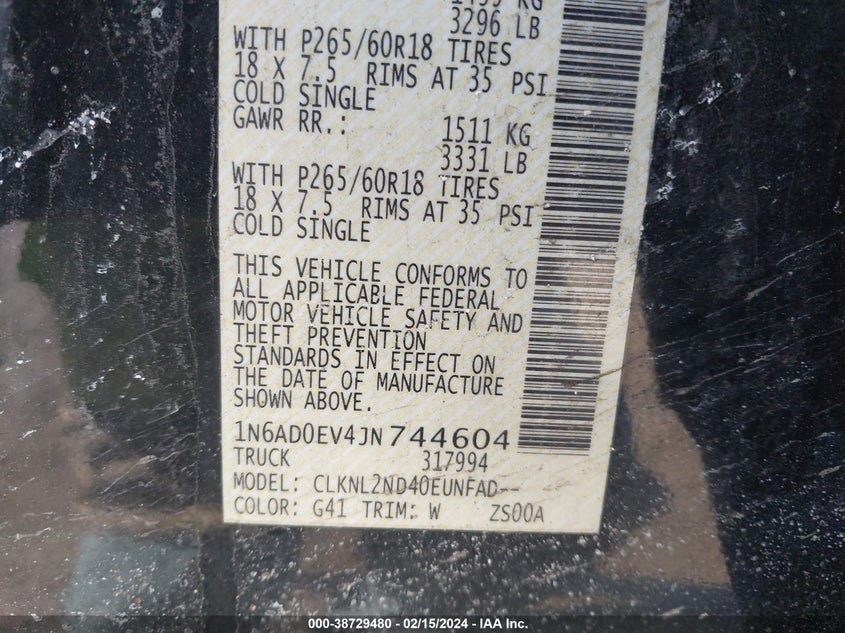 3296 LB
WITH P265/60R18 TIRES
18 X 7.5 RIMS AT 35 PSI
COLD SINGLE
GAWR RR.: 1511 KG
3331 LB
WITH P265/60R18 TIRES
18 X 7.5 RIMS AT 35 PSI
COLD SINGLE
THIS VEHICLE CONFORMS TO
ALL APPLICABLE FEDERAL
MOTOR VEHICLE SAFETY AND
THEFT PREVENTION
STANDARDS IN EFFECT ON
THE DATE OF MANUFACTURE
SHOWN ABOVE.
1N6AD0EV4JN744604
TRUCK 317994
MODEL: CLKNL2ND40EUNFAD--
COLOR: G41 TRIM: W ZS00A
000-38729480 - 02/15/2024 - IAA Inc.